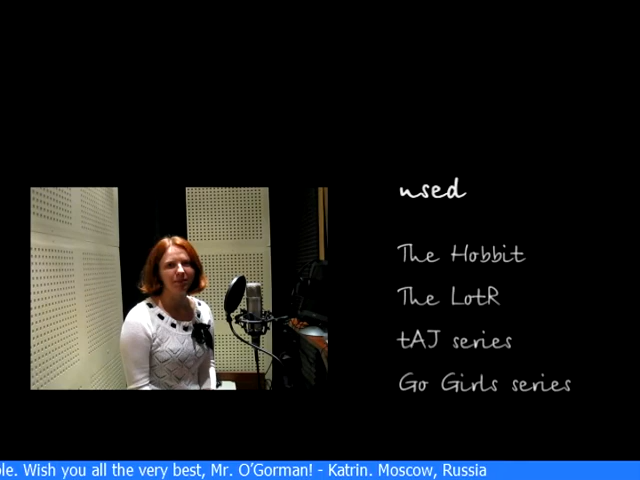 used
The Hobbit
The LotR
tAJ series
Go Girls series
ple. Wish you all the very best, Mr. O'Gorman! - Katrin. Moscow, Russia